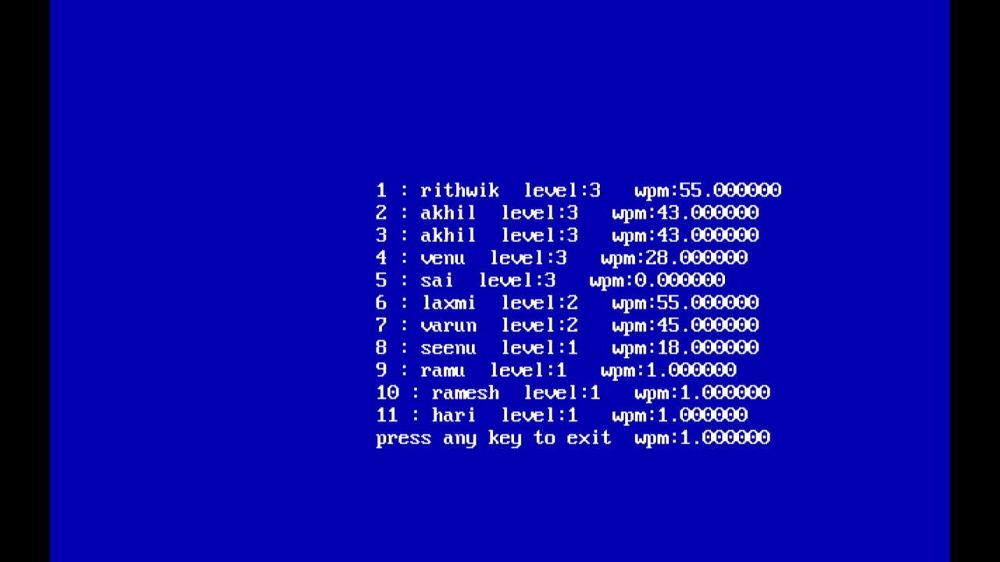 1 : rithwik  level:3   wpm:55.000000
2 : akhil  level:3   wpm:43.000000
3 : akhil  level:3   wpm:43.000000
4 : venu  level:3   wpm:28.000000
5 : sai  level:3   wpm:0.000000
6 : laxmi  level:2   wpm:55.000000
7 : varun  level:2   wpm:45.000000
8 : seenu  level:1   wpm:18.000000
9 : ramu  level:1   wpm:1.000000
10 : ramesh  level:1   wpm:1.000000
11 : hari  level:1   wpm:1.000000
press any key to exit  wpm:1.000000